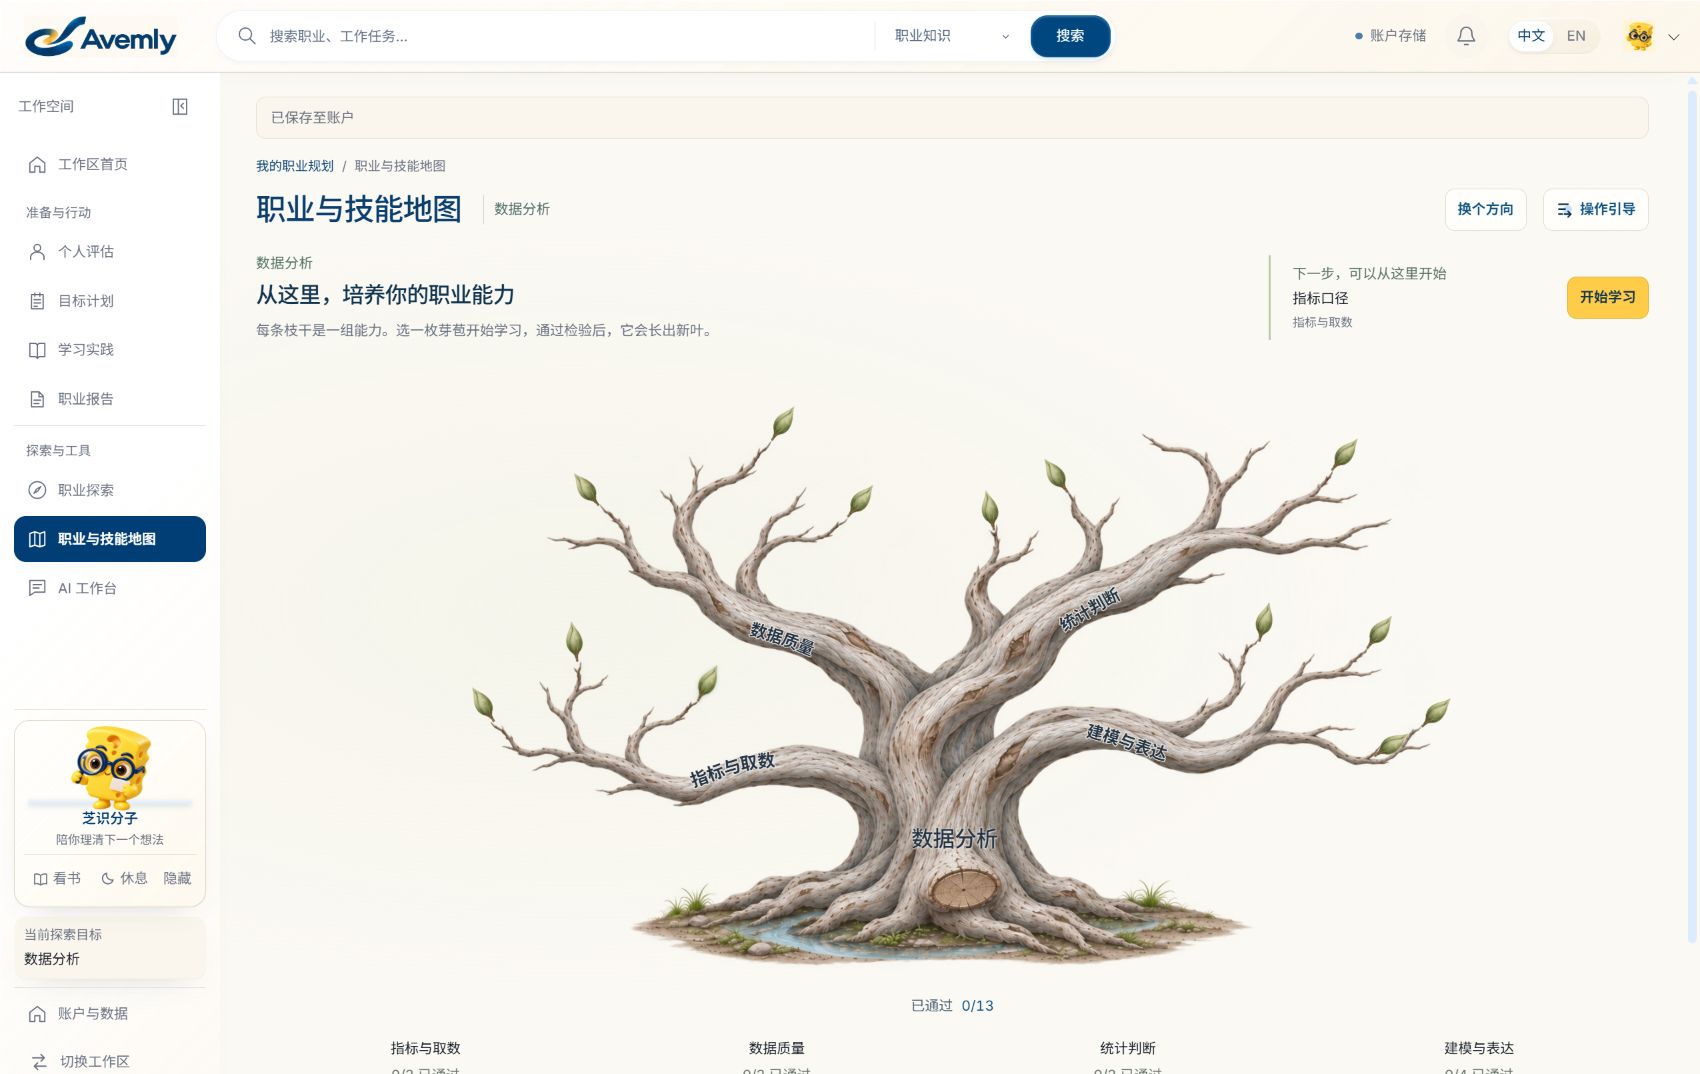 Avemly
搜索职业、工作任务...
职业知识
搜索
账户存储
中文
EN
工作空间
工作区首页
准备与行动
个人评估
目标计划
学习实践
职业报告
探索与工具
职业探索
职业与技能地图
AI 工作台
芝识分子
陪你理清下一个想法
看书
休息
隐藏
当前探索目标
数据分析
账户与数据
切换工作区
已保存至账户
我的职业规划 / 职业与技能地图
职业与技能地图
数据分析
换个方向
操作引导
数据分析
从这里，培养你的职业能力
每条枝干是一组能力。选一枚芽苞开始学习，通过检验后，它会长出新叶。
下一步，可以从这里开始
指标口径
指标与取数
开始学习
数据质量
统计判断
指标与取数
建模与表达
数据分析
已通过 0/13
指标与取数
数据质量
统计判断
建模与表达